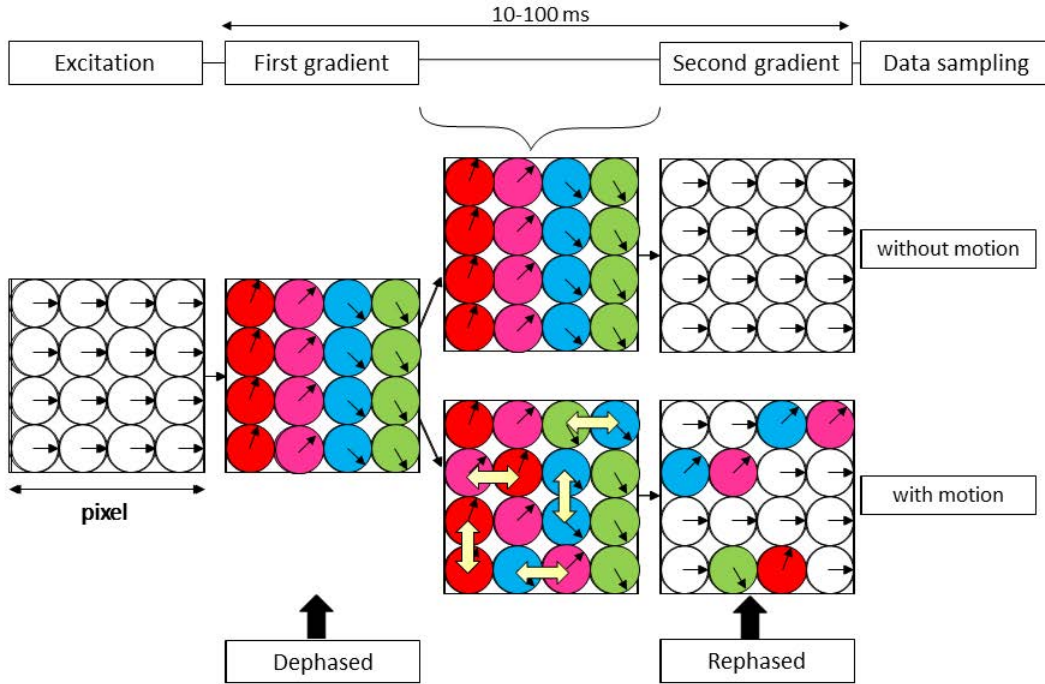 10-100 ms
Excitation
First gradient
Second gradient
Data sampling
without motion
pixel
with motion
Dephased
Rephased